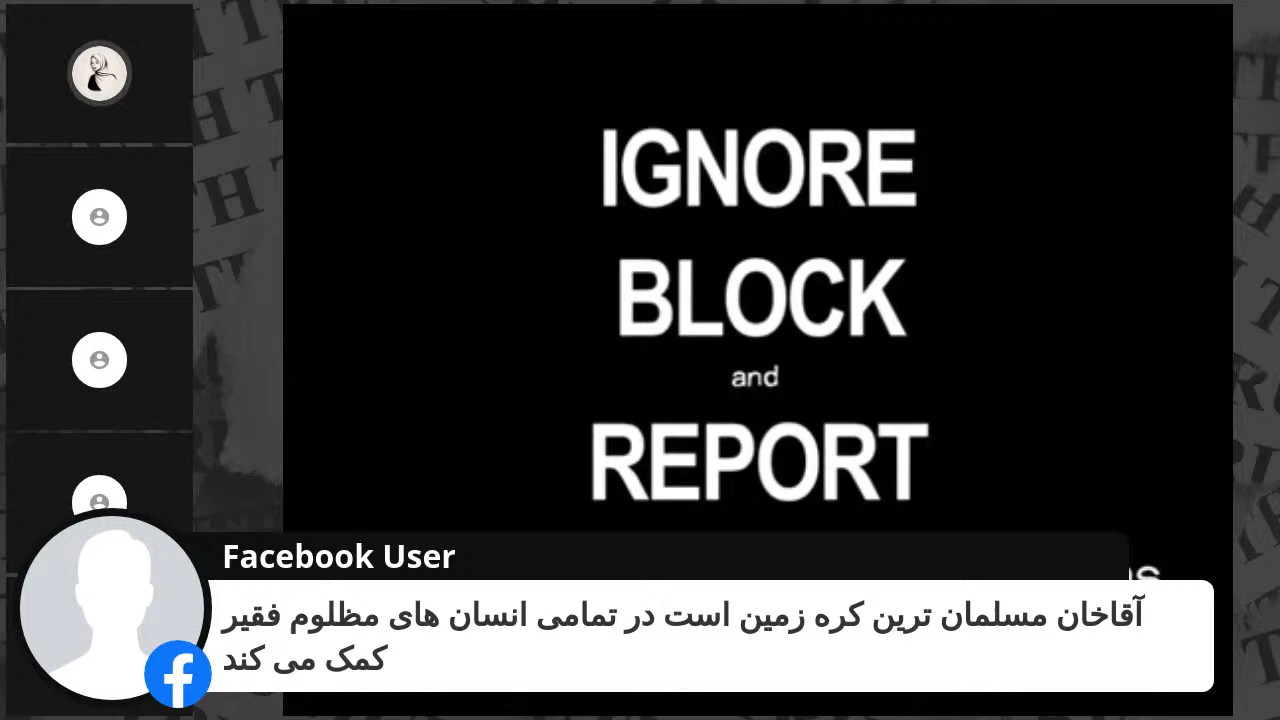 IGNORE
BLOCK
and
REPORT
Facebook User
آقاخان مسلمان ترین کره زمین است در تمامی انسان های مظلوم فقیر
کمک می کند